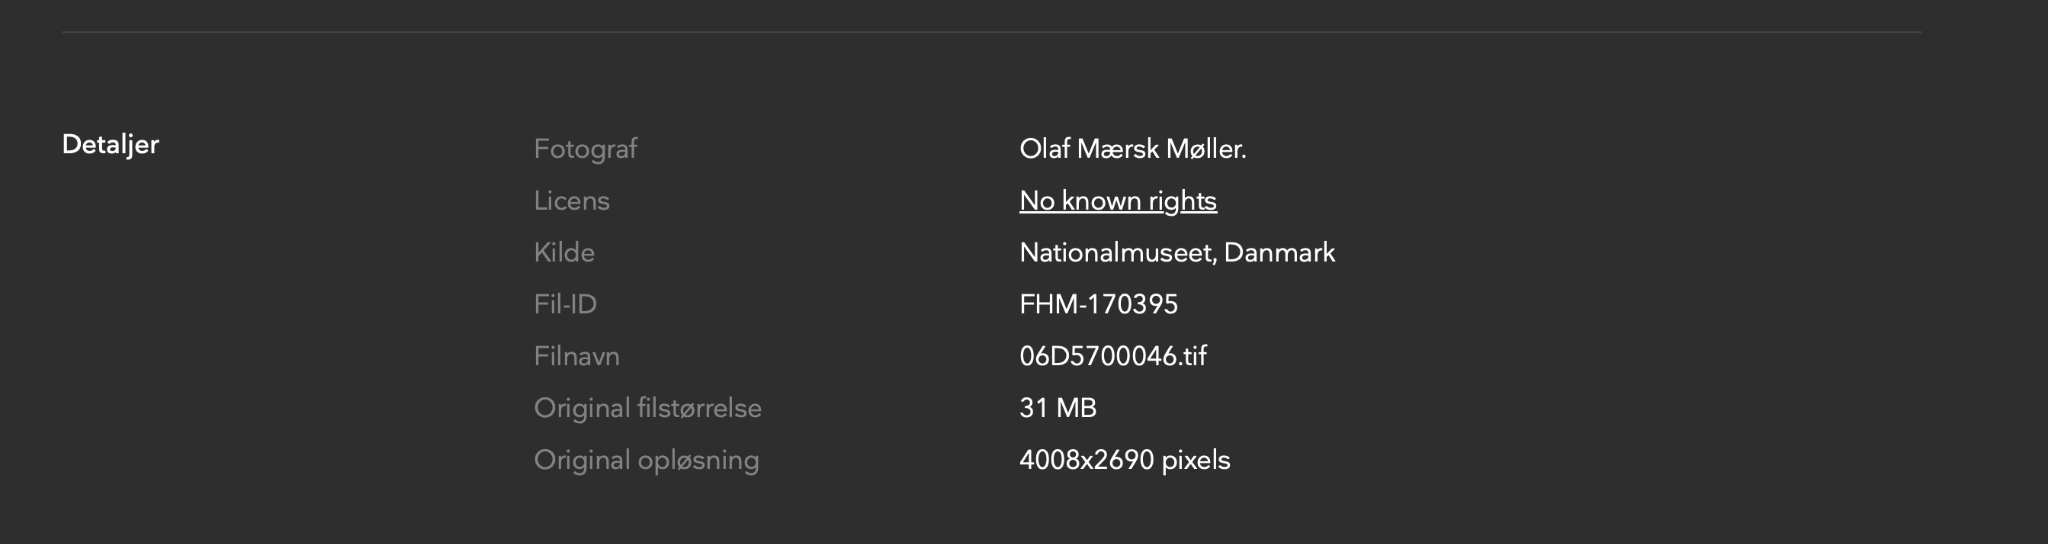 Detaljer
Fotograf Olaf Mærsk Møller.
Licens No known rights
Kilde Nationalmuseet, Danmark
Fil-ID FHM-170395
Filnavn 06D5700046.tif
Original filstørrelse 31 MB
Original opløsning 4008x2690 pixels